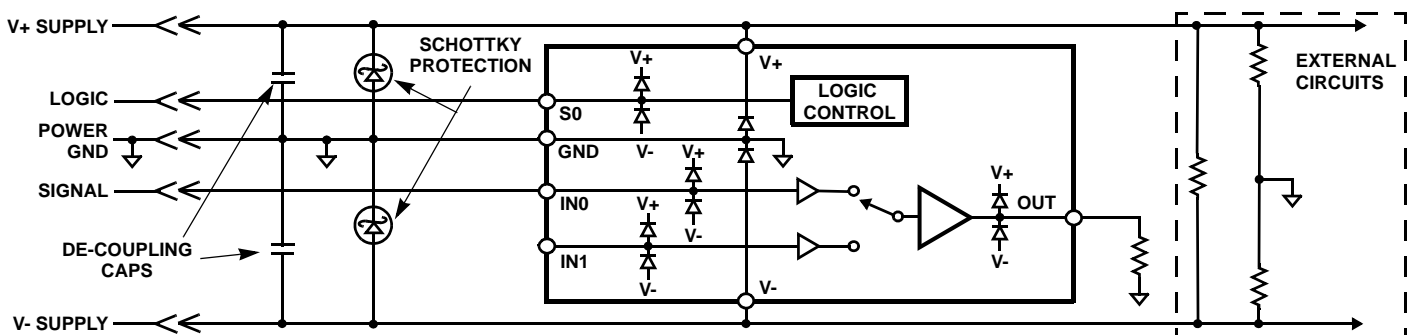 V+ SUPPLY
LOGIC
POWER
GND
SIGNAL
DE-COUPLING
CAPS
V- SUPPLY
SCHOTTKY
PROTECTION
V+
V+
S0
V-
LOGIC
CONTROL
GND
V+
IN0
V-
V+
IN1
V-
V+
OUT
V-
V-
EXTERNAL
CIRCUITS